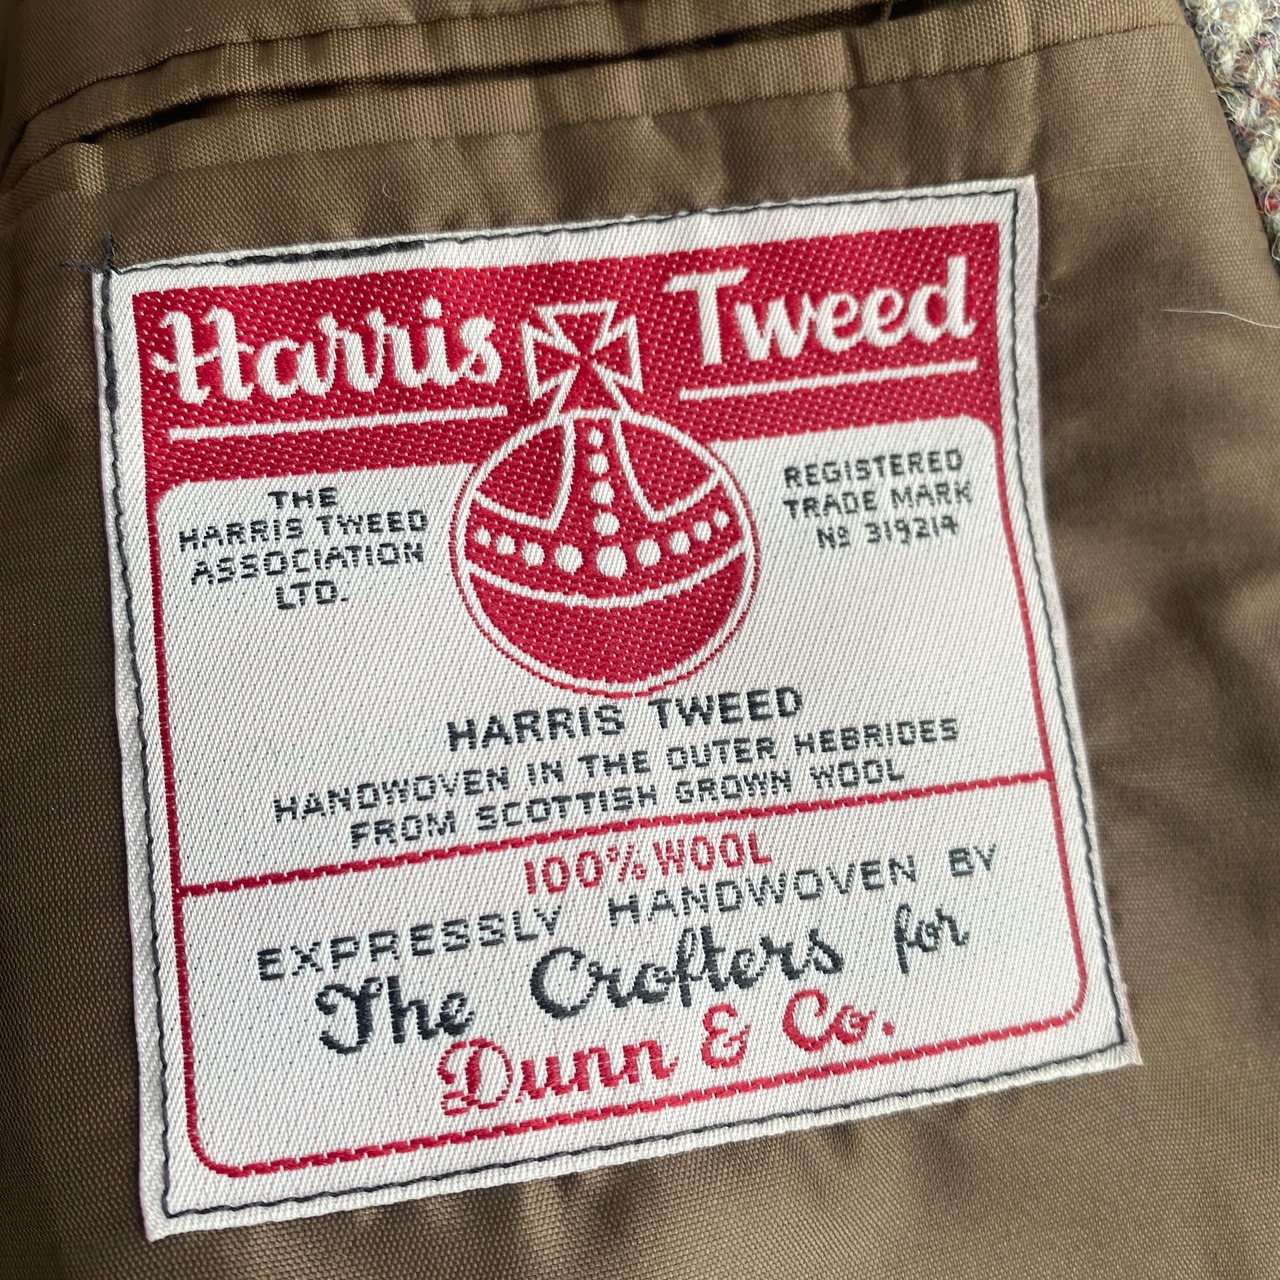 Harris Tweed
THE
HARRIS TWEED
ASSOCIATION
LTD.
REGISTERED
TRADE MARK
Nº 319214
HARRIS TWEED
HANDWOVEN IN THE OUTER HEBRIDES
FROM SCOTTISH GROWN WOOL
100% WOOL
EXPRESSLY HANDWOVEN BY
The Crofters for
Dunn & Co.